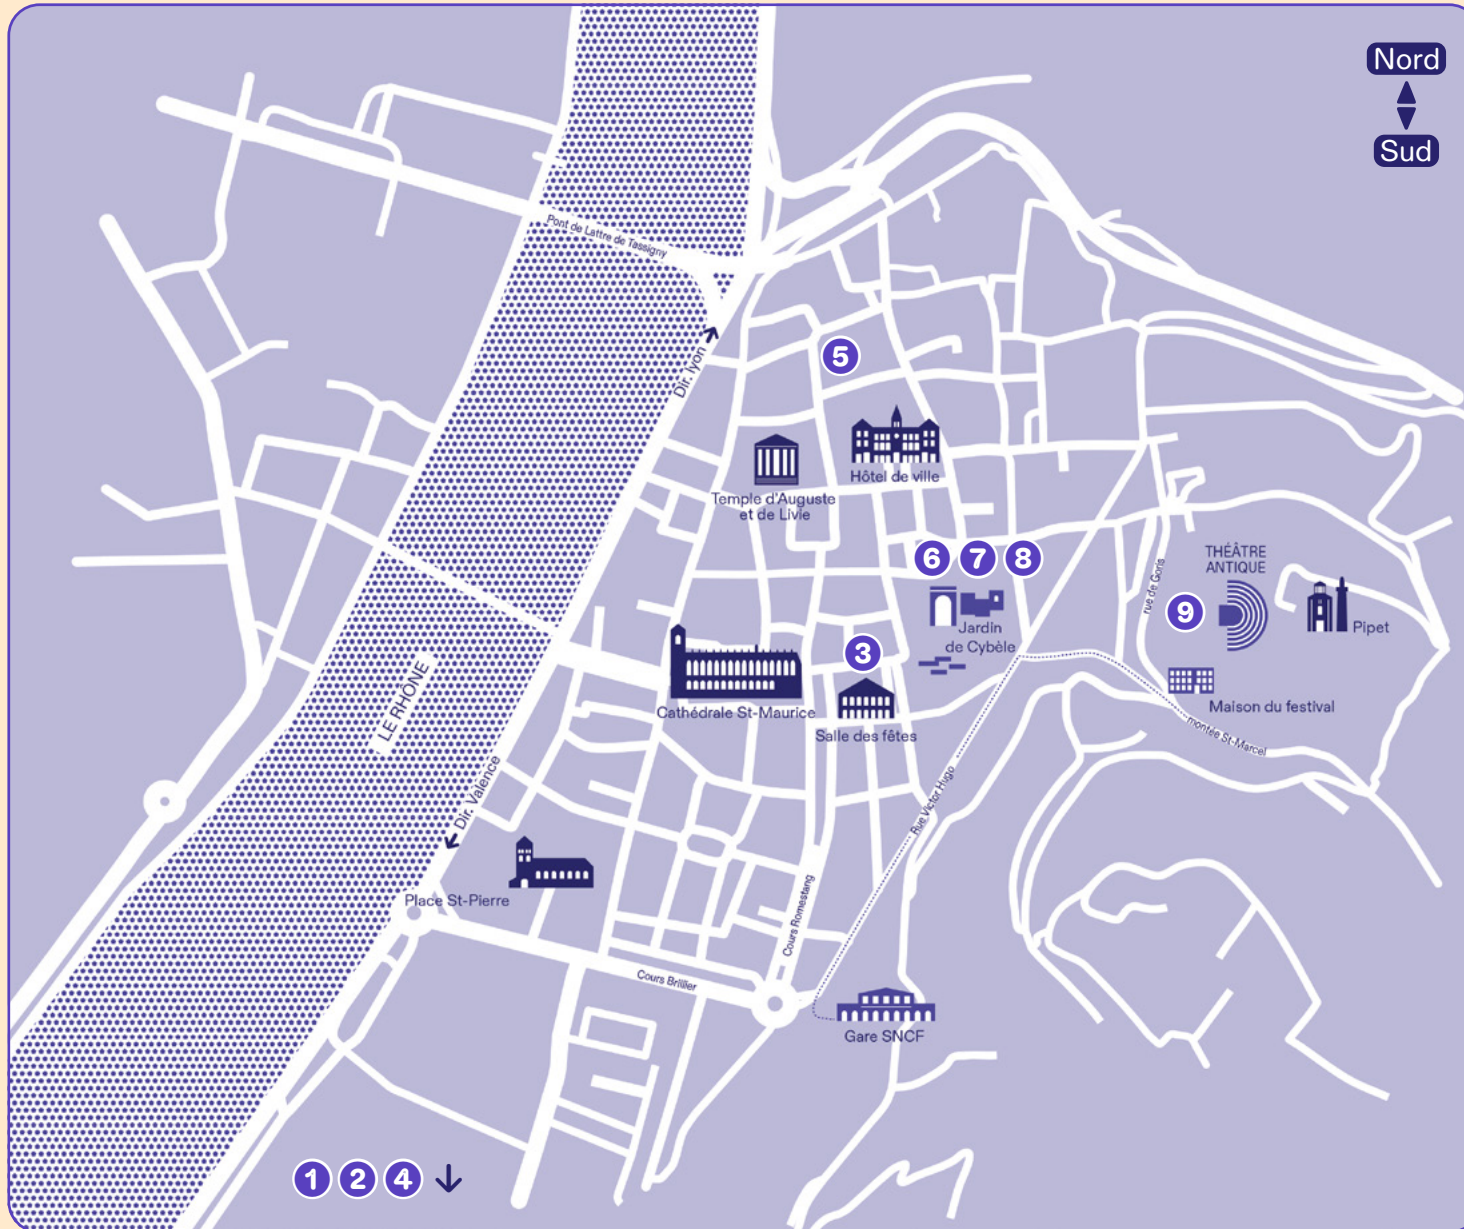 Nord
Sud
Pont de Lattre de Tassigny
Dir. lyon
5
Hôtel de ville
Temple d'Auguste
et de Livie
6 7 8
THÉÂTRE
ANTIQUE
rue de Goris
9
Jardin
de Cybèle
Pipet
3
LE RHÔNE
Cathédrale St-Maurice
Salle des fêtes
Maison du festival
montée St-Marcel
Dir. Valence
Rue Victor Hugo
Place St-Pierre
Cours Romestang
Cours Brillier
Gare SNCF
1 2 4